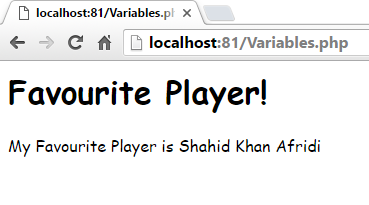 localhost:81/Variables.ph
localhost:81/Variables.php
Favourite Player!
My Favourite Player is Shahid Khan Afridi